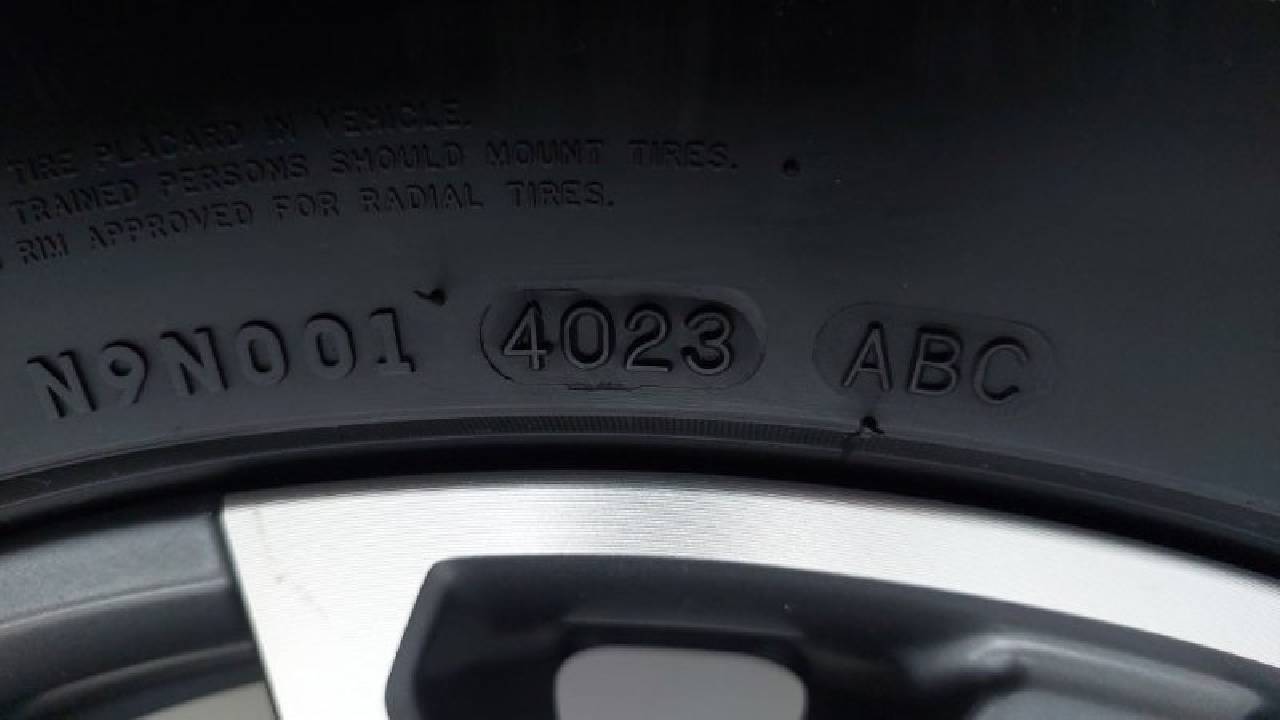 TIRE PLACARD IN VEHICLE.
TRAINED PERSONS SHOULD MOUNT TIRES.
RIM APPROVED FOR RADIAL TIRES.
N9N001 4023 ABC